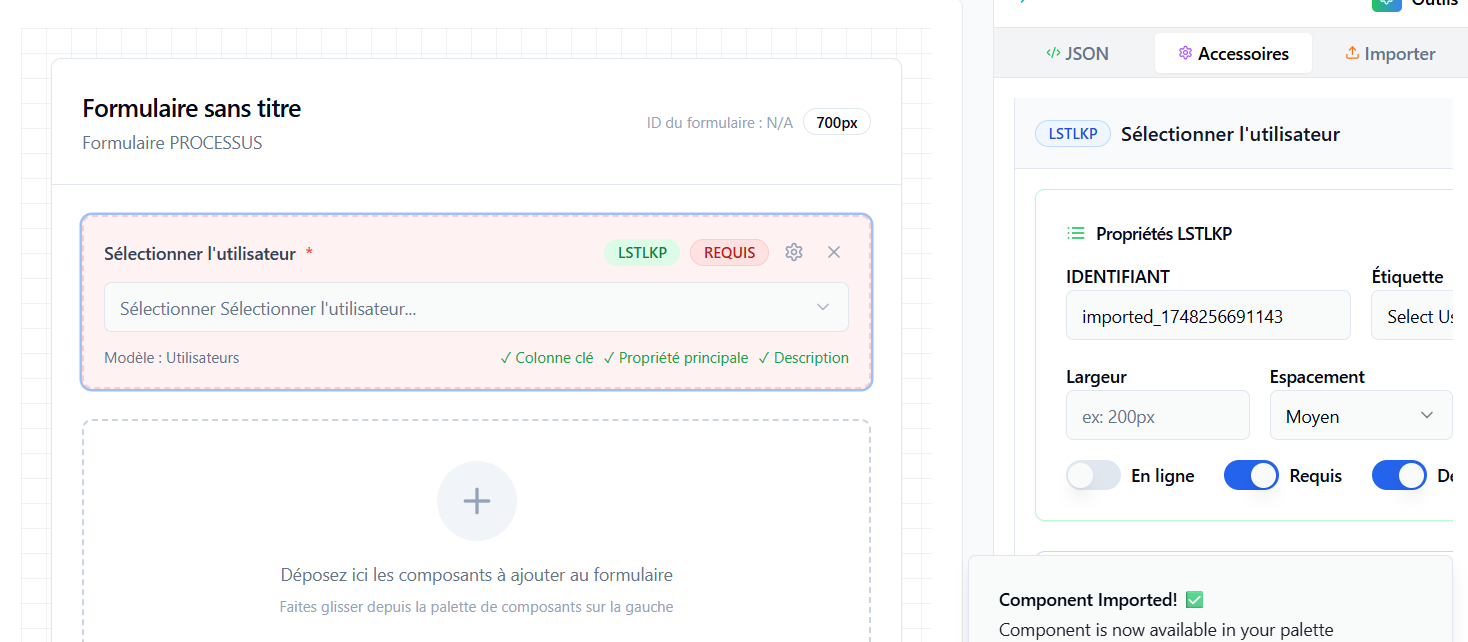 Formulaire sans titre
Formulaire PROCESSUS
ID du formulaire : N/A 700px
Sélectionner l'utilisateur * LSTLKP REQUIS
Sélectionner Sélectionner l'utilisateur...
Modèle : Utilisateurs ✓ Colonne clé ✓ Propriété principale ✓ Description
+
Déposez ici les composants à ajouter au formulaire
Faites glisser depuis la palette de composants sur la gauche
</> JSON Accessoires Importer
LSTLKP Sélectionner l'utilisateur
Propriétés LSTLKP
IDENTIFIANT Étiquette
imported_1748256691143 Select Us
Largeur Espacement
ex: 200px Moyen
En ligne Requis
Component Imported! ✅
Component is now available in your palette